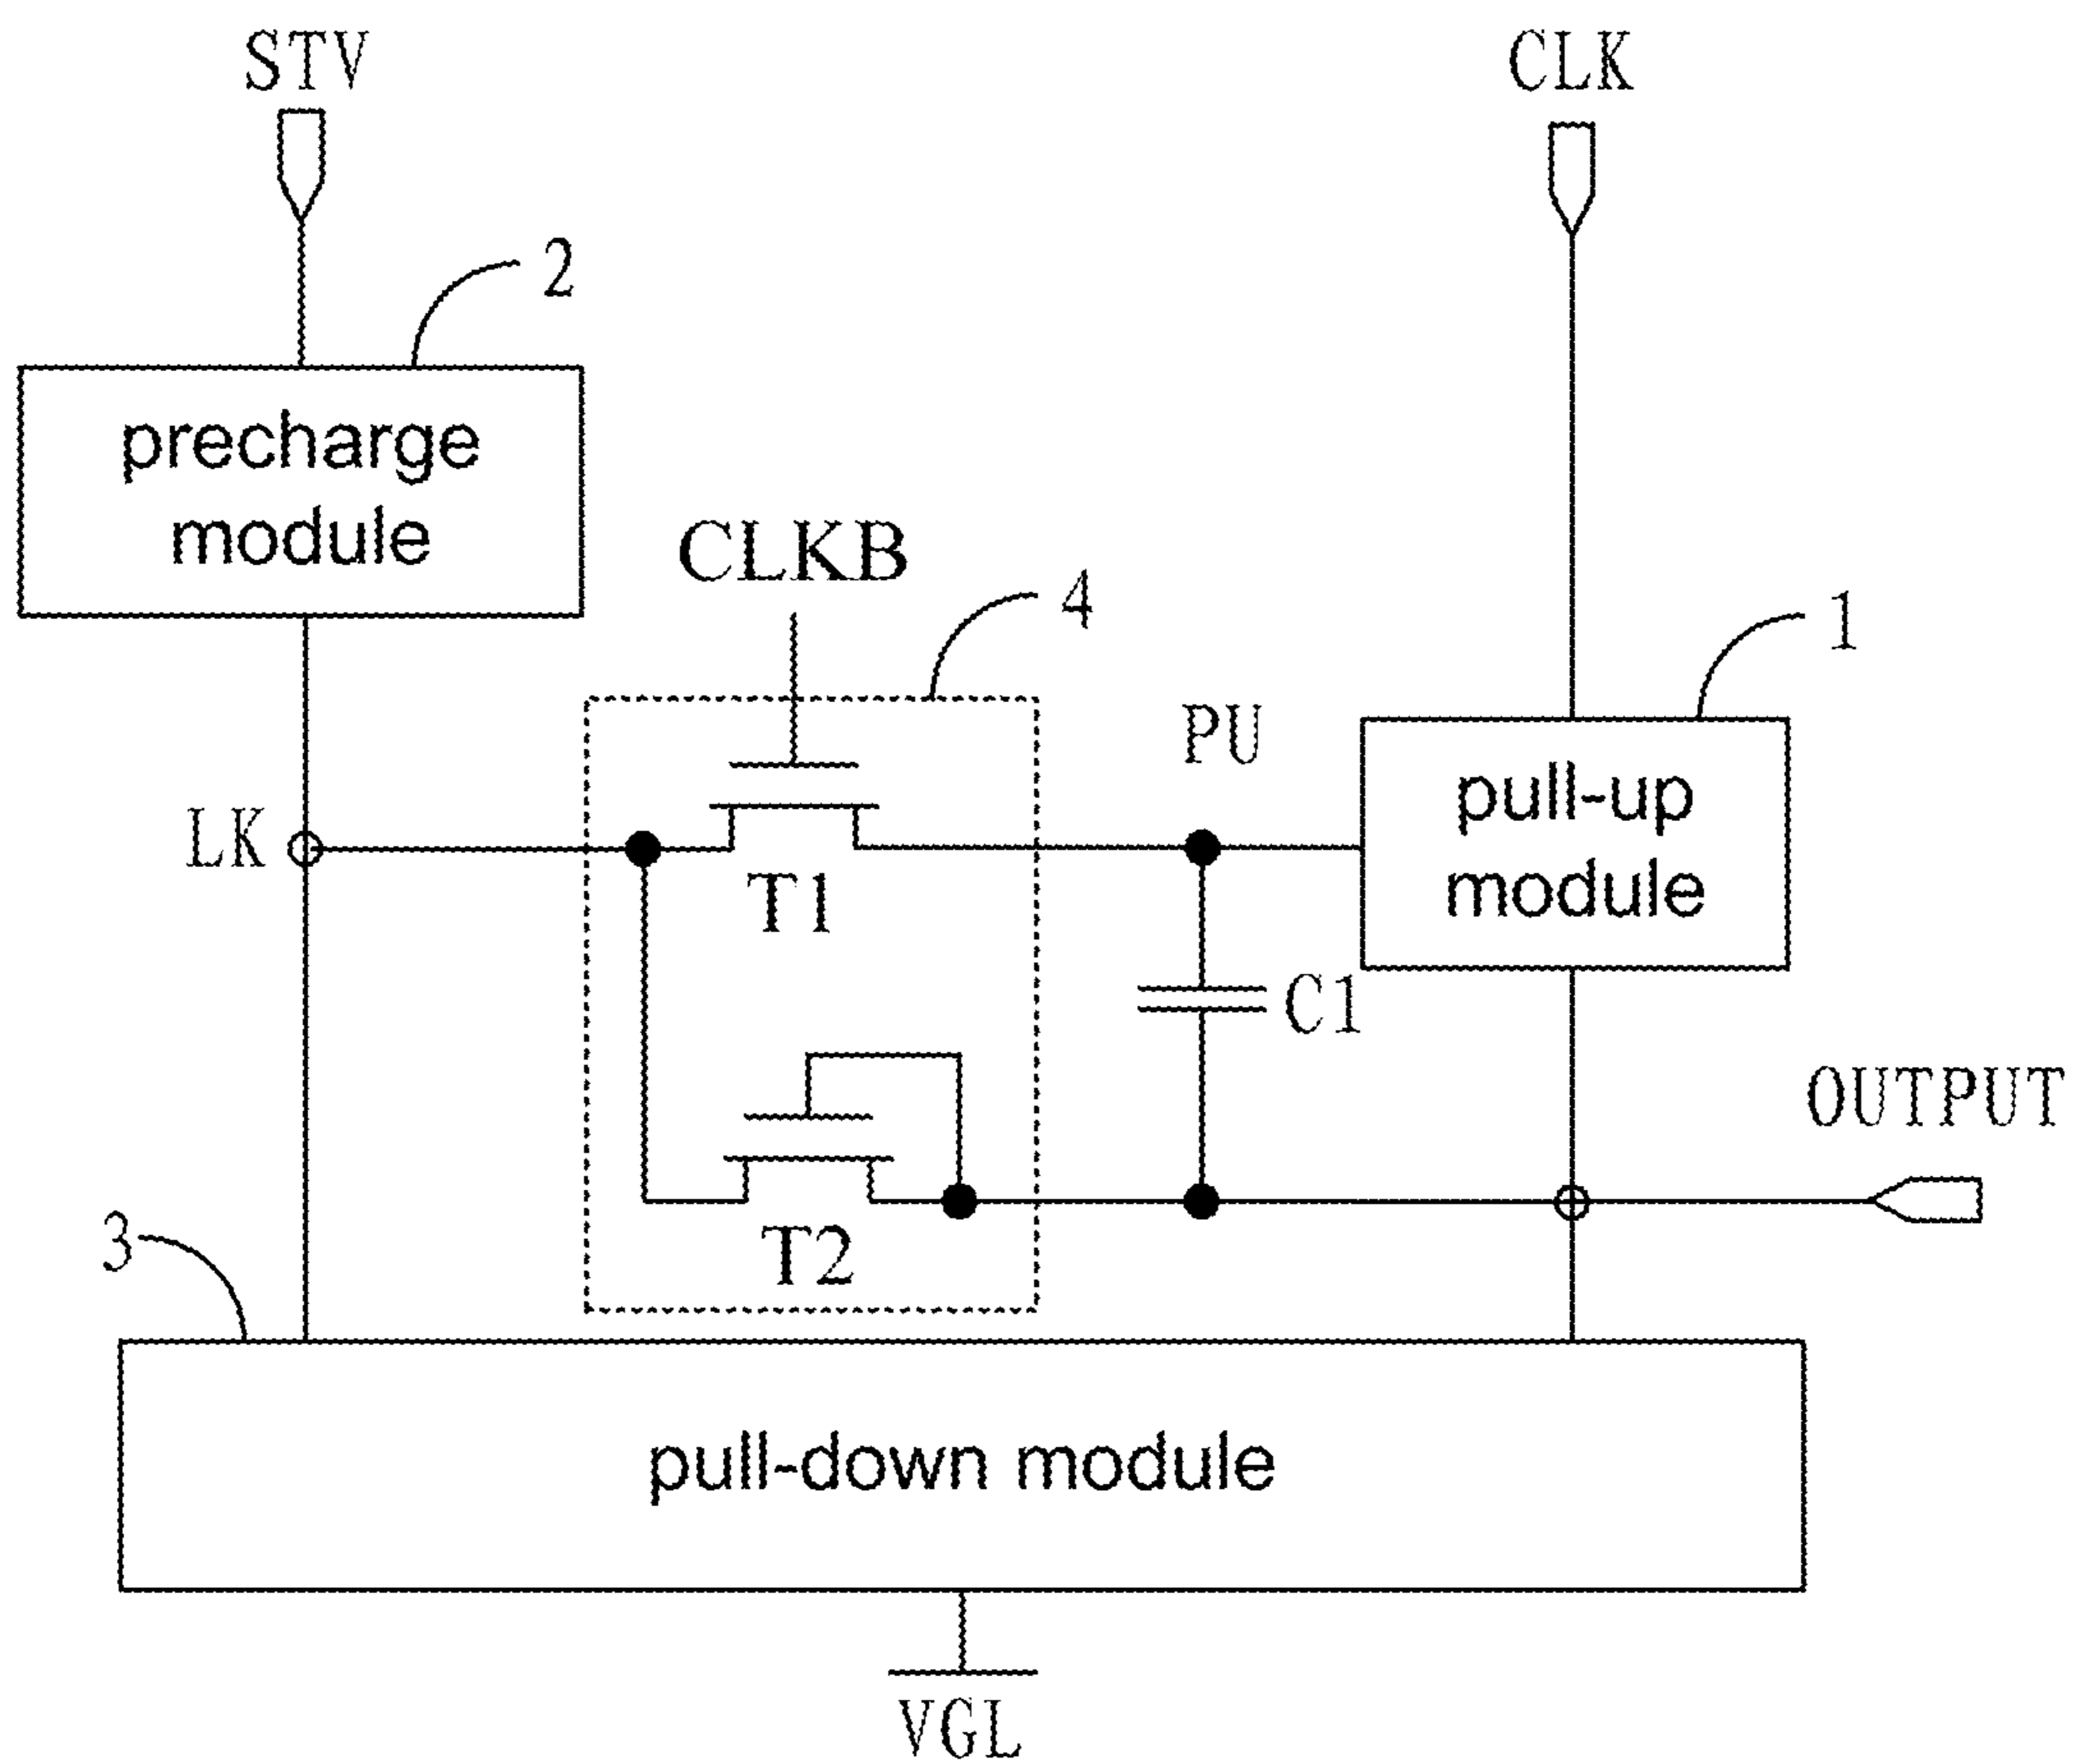 STV
CLK
2
precharge
module
CLKB
4
1
PU
pull-up
module
LK
T1
C1
OUTPUT
T2
3
pull-down module
VGL